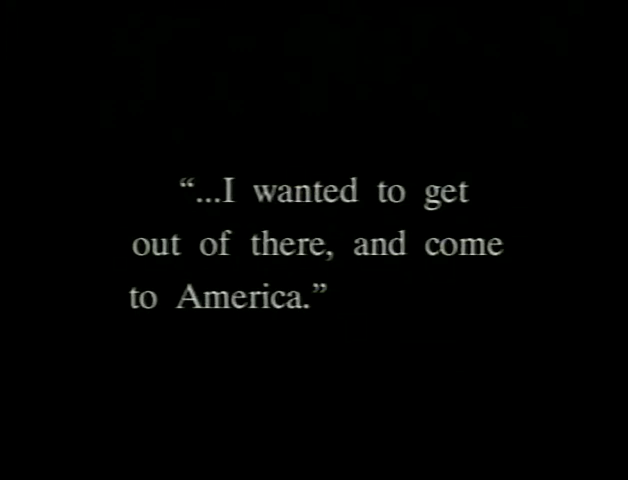 “...I wanted to get
out of there, and come
to America.”